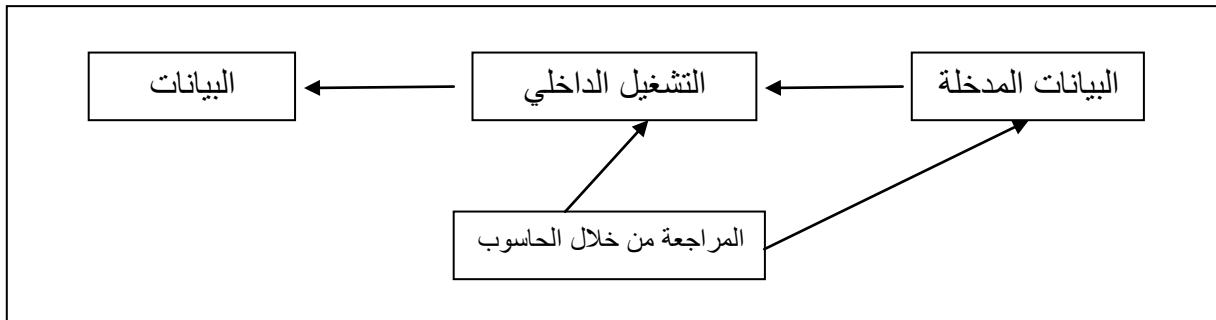 البيانات المدخلة
التشغيل الداخلي
البيانات
المراجعة من خلال الحاسوب